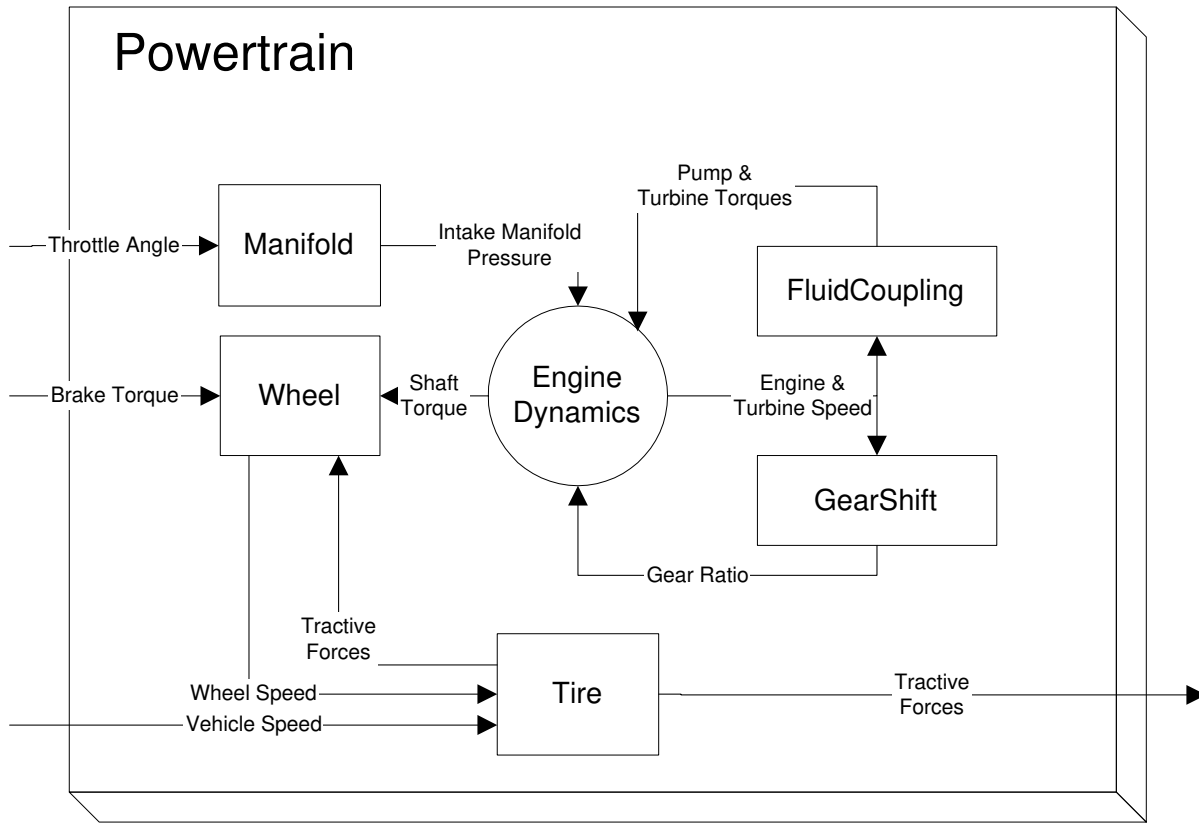 Powertrain
Pump &
Turbine Torques
Throttle Angle
Manifold
Intake Manifold
Pressure
FluidCoupling
Brake Torque
Wheel
Shaft
Torque
Engine
Dynamics
Engine &
Turbine Speed
GearShift
Gear Ratio
Tractive
Forces
Wheel Speed
Vehicle Speed
Tire
Tractive
Forces